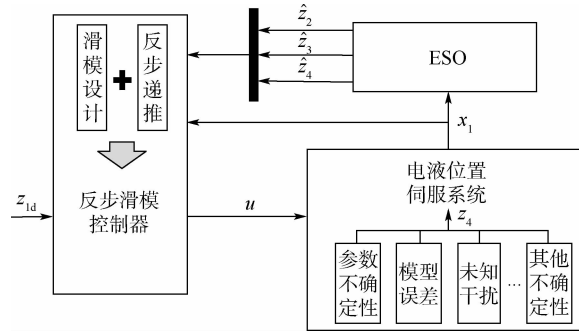 滑模设计
反步递推
反步滑模
控制器
z1d
u
ẑ2
ẑ3
ẑ4
ESO
x1
电液位置
伺服系统
z4
参数
不确
定性
模型
误差
未知
干扰
...
其他
不确
定性